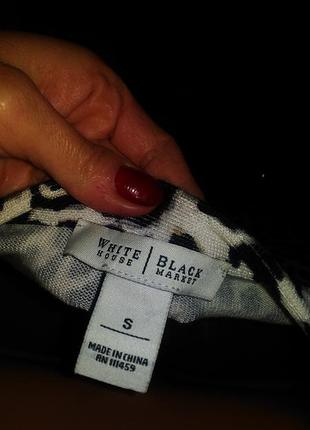 WHITE HOUSE | BLACK MARKET
S
MADE IN CHINA
RN 111459